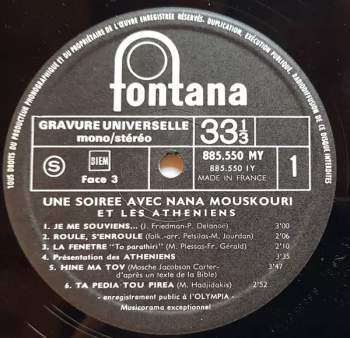 TOUS DROITS DU PRODUCTEUR PHONOGRAPHIQUE ET DU PROPRIÉTAIRE DE L'ŒUVRE ENREGISTRÉE RÉSERVÉS. DUPLICATION, EXÉCUTION PUBLIQUE, RADIODIFFUSION DE CE DISQUE INTERDITES
fontana
GRAVURE UNIVERSELLE
mono/stéréo
33 1/3
885.550 MY
885.550 1Y
MADE IN FRANCE
S
BIEM
Face 3
1
UNE SOIREE AVEC NANA MOUSKOURI
ET LES ATHENIENS
1. JE ME SOUVIENS... (J. Friedman-P. Delanoë) 3'00
2. ROULE, S'ENROULE (folk.-arr. Petsilas-M. Jourdan) 2'06
3. LA FENETRE "To parathiri" (M. Plessas-Fr. Gérald) 2'10
4. Présentation des ATHENIENS 3'35
5. HINE MA TOV (Mosche Jacobson Carter- 3'47
d'après un texte de la Bible)
6. TA PEDIA TOU PIREA (M. Hadjidakis) 2'52
- enregistrement public à l'OLYMPIA -
Musicorama exceptionnel